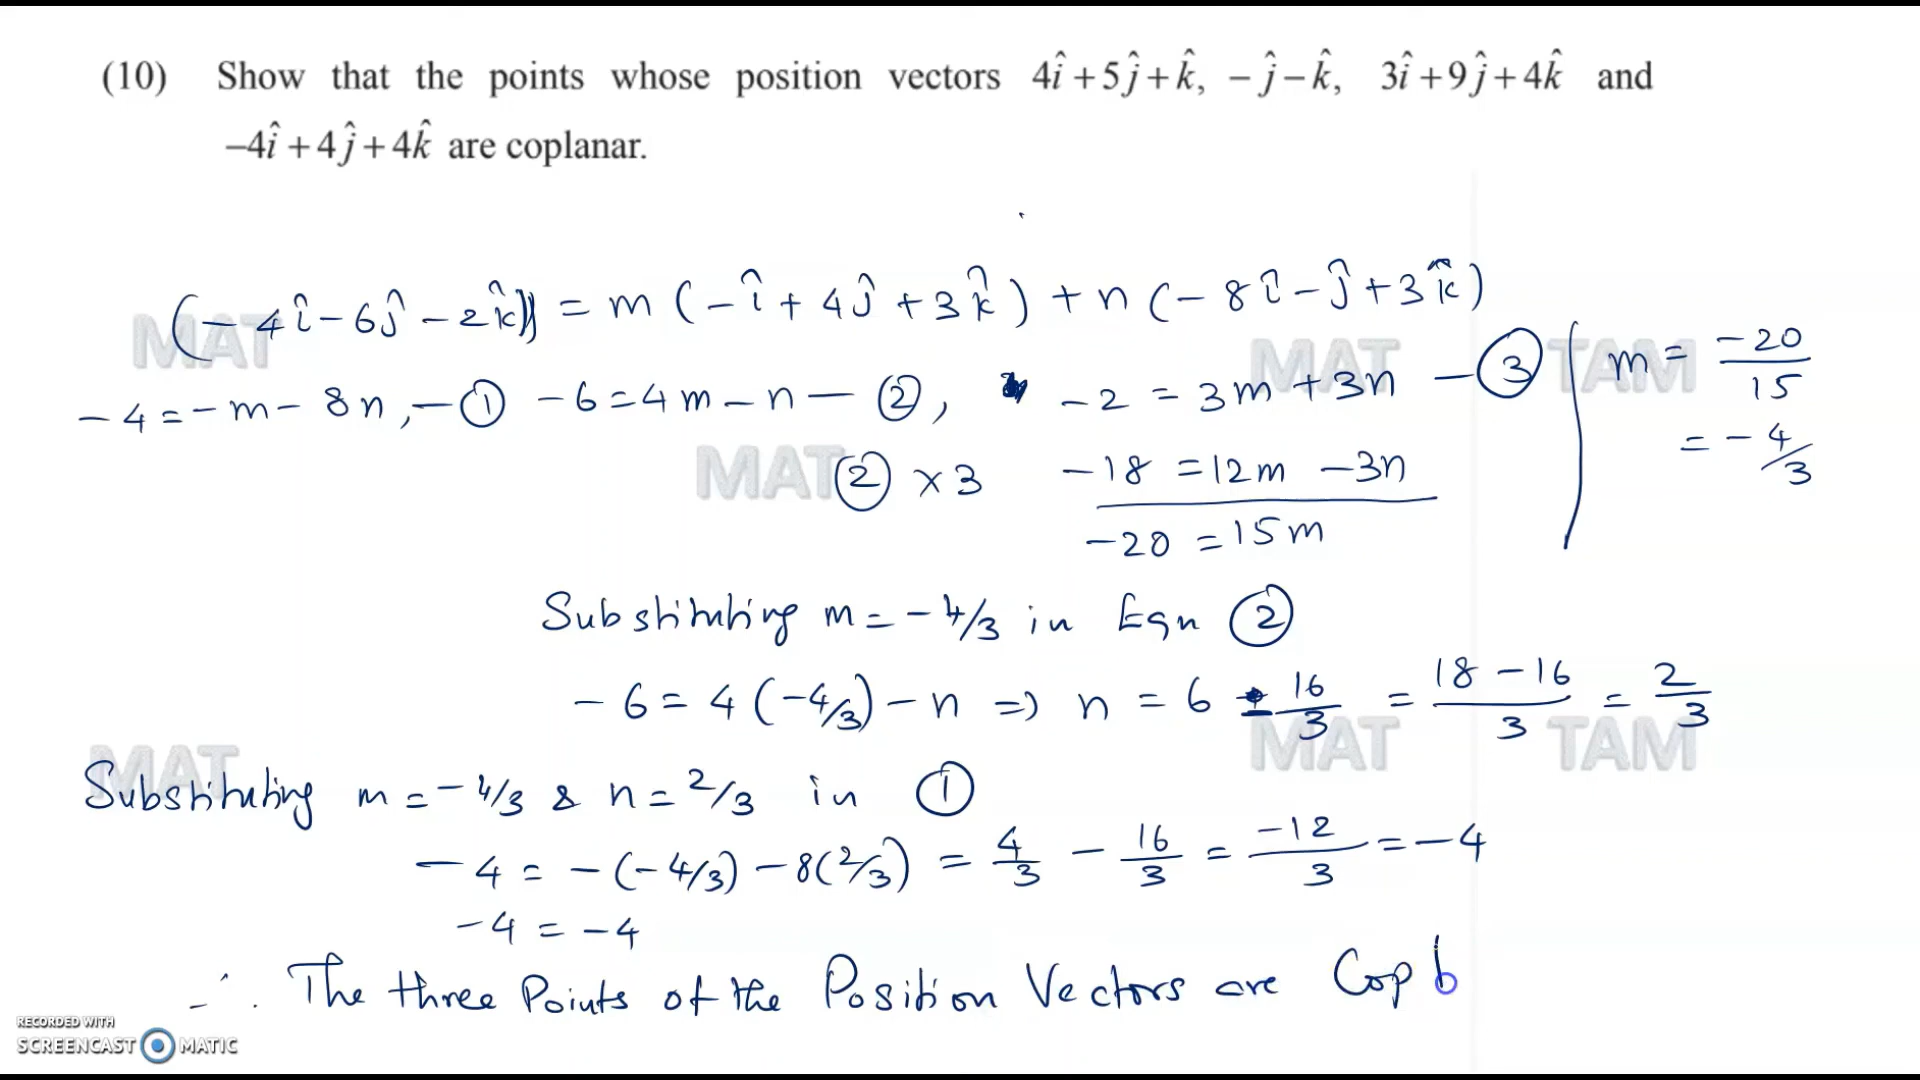 (10) Show that the points whose position vectors 4î + 5ĵ + k̂, −ĵ − k̂, 3î + 9ĵ + 4k̂ and
−4î + 4ĵ + 4k̂ are coplanar.
(−4î − 6ĵ − 2k̂) = m(−î + 4ĵ + 3k̂) + n(−8î − ĵ + 3k̂)
−4 = −m − 8n, — ① −6 = 4m − n — ②, −2 = 3m + 3n — ③
m = −20/15
= −4/3
② × 3 −18 = 12m − 3n
−20 = 15m
Substituting m = −4/3 in Eqn ②
−6 = 4(−4/3) − n ⇒ n = 6 − 16/3 = (18 − 16)/3 = 2/3
Substituting m = −4/3 & n = 2/3 in ①
−4 = −(−4/3) − 8(2/3) = 4/3 − 16/3 = −12/3 = −4
−4 = −4
∴ The three Points of the Position Vectors are Cop
MAT
MAT TAM
MAT
MAT
MAT TAM
RECORDED WITH
SCREENCAST MATIC